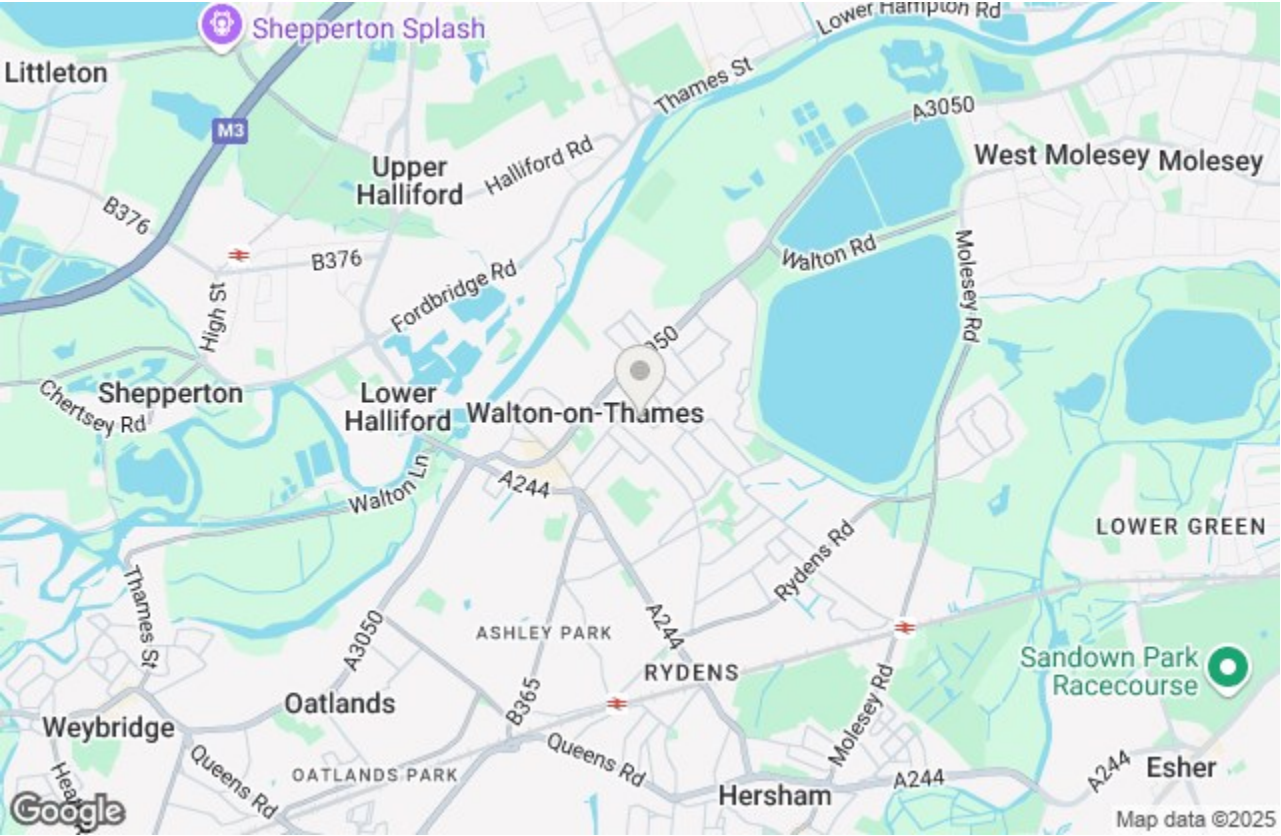 Lower Hampton Rd
Shepperton Splash
Littleton
Thames St
M3
A3050
Upper
Halliford
Halliford Rd
West Molesey
Molesey
B376
B376
Walton Rd
Molesey Rd
Fordbridge Rd
High St
050
Shepperton
Lower
Halliford
Walton-on-Thames
Chertsey Rd
Walton Ln
A244
LOWER GREEN
Rydens Rd
Thames St
A3050
ASHLEY PARK
A244
RYDENS
Sandown Park
Racecourse
Molesey Rd
B365
Oatlands
Weybridge
Queens Rd
Queens Rd
OATLANDS PARK
A244
A244
Esher
Hersham
Google
Map data ©2025